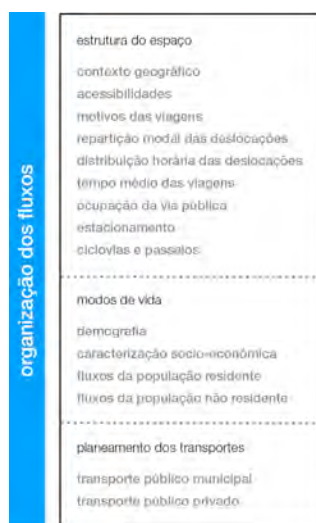 organização dos fluxos
estrutura do espaço
contexto geográfico
acessibilidades
motivos das viagens
repartição modal das deslocações
distribuição horária das deslocações
tempo médio das viagens
ocupação da via pública
estacionamento
ciclovias e passeios
modos de vida
demografia
caracterização socio-económica
fluxos da população residente
fluxos da população não residente
planeamento dos transportes
transporte público municipal
transporte público privado